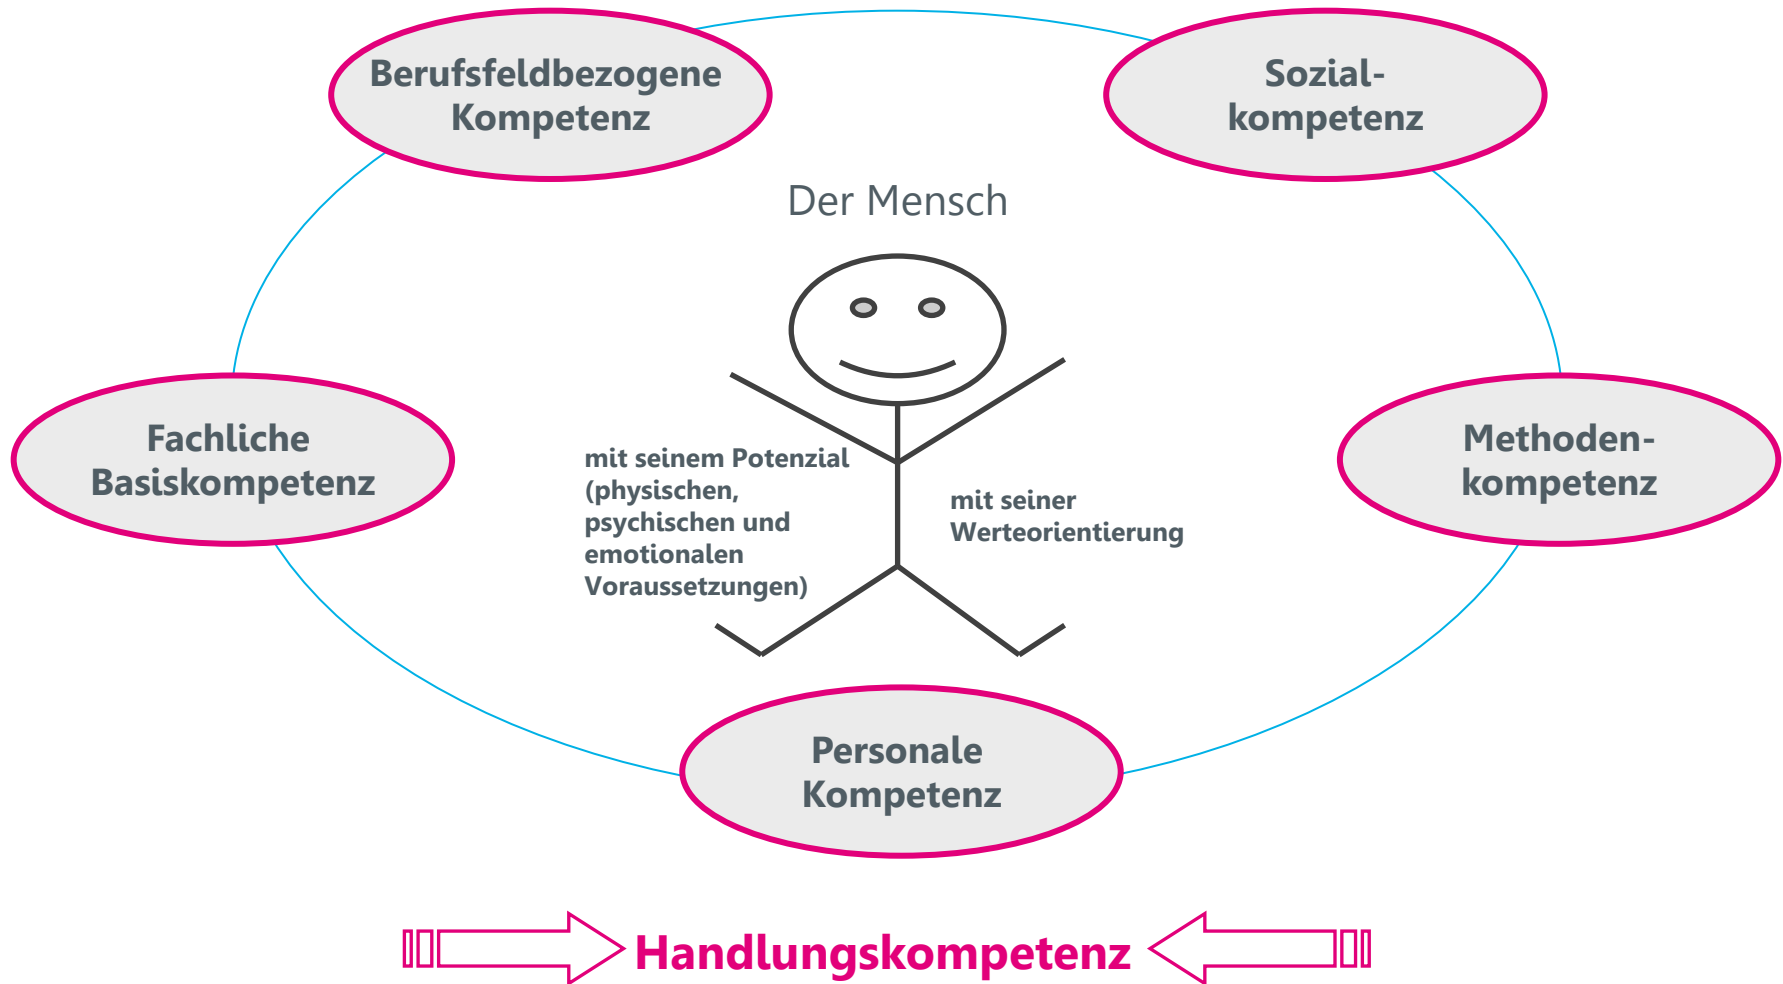 Berufsfeldbezogene
Kompetenz
Sozial-
kompetenz
Der Mensch
Fachliche
Basiskompetenz
mit seinem Potenzial
(physischen,
psychischen und
emotionalen
Voraussetzungen)
mit seiner
Werteorientierung
Methoden-
kompetenz
Personale
Kompetenz
Handlungskompetenz